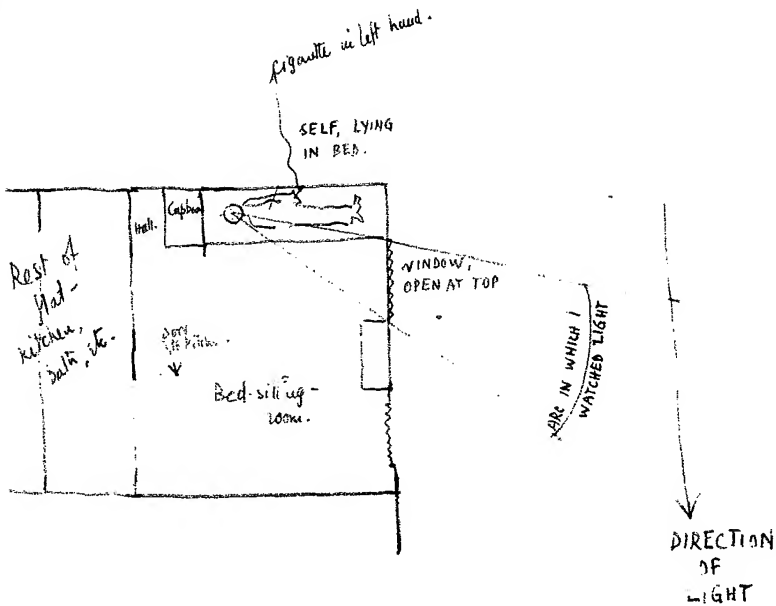 Cigarette in left hand.
SELF, LYING
IN BED.
Hall.
Cupboard
Rest of
flat -
kitchen,
bath, etc.
WINDOW,
OPEN AT TOP
ARC IN WHICH I
WATCHED LIGHT
Bed-sitting-
room.
DIRECTION
OF
LIGHT